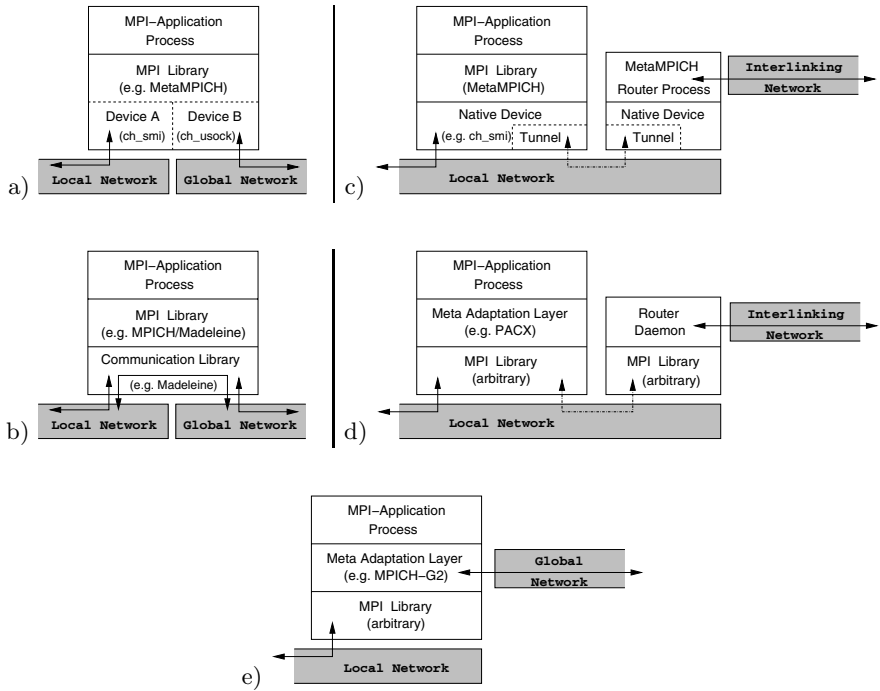 MPI-Application
Process
MPI Library
(e.g. MetaMPICH)
Device A
(ch_smi)
Device B
(ch_usock)
Local Network
Global Network
a)
MPI-Application
Process
MPI Library
(MetaMPICH)
Native Device
(e.g. ch_smi)
Tunnel
MetaMPICH
Router Process
Native Device
Tunnel
Interlinking
Network
Local Network
c)
MPI-Application
Process
MPI Library
(e.g. MPICH/Madeleine)
Communication Library
(e.g. Madeleine)
Local Network
Global Network
b)
MPI-Application
Process
Meta Adaptation Layer
(e.g. PACX)
MPI Library
(arbitrary)
Router
Daemon
MPI Library
(arbitrary)
Interlinking
Network
Local Network
d)
MPI-Application
Process
Meta Adaptation Layer
(e.g. MPICH-G2)
MPI Library
(arbitrary)
Global
Network
Local Network
e)